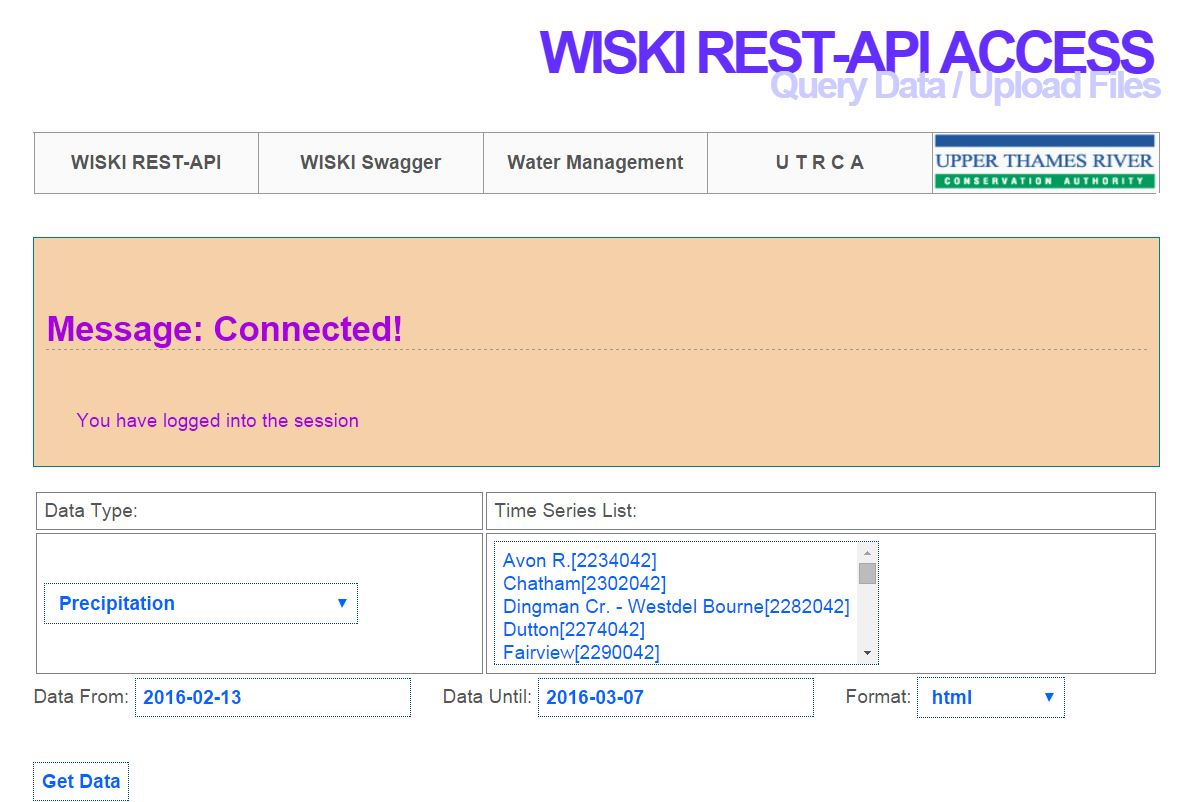 WISKI REST-API ACCESS
Query Data / Upload Files
WISKI REST-API
WISKI Swagger
Water Management
U T R C A
UPPER THAMES RIVER
CONSERVATION AUTHORITY
Message: Connected!
You have logged into the session
Data Type:
Time Series List:
Precipitation
Avon R.[2234042]
Chatham[2302042]
Dingman Cr. - Westdel Bourne[2282042]
Dutton[2274042]
Fairview[2290042]
Data From: 2016-02-13 Data Until: 2016-03-07 Format: html
Get Data